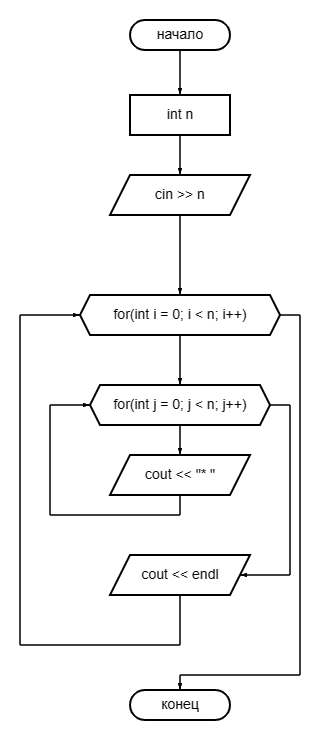 начало
int n
cin >> n
for(int i = 0; i < n; i++)
for(int j = 0; j < n; j++)
cout << "* "
cout << endl
конец